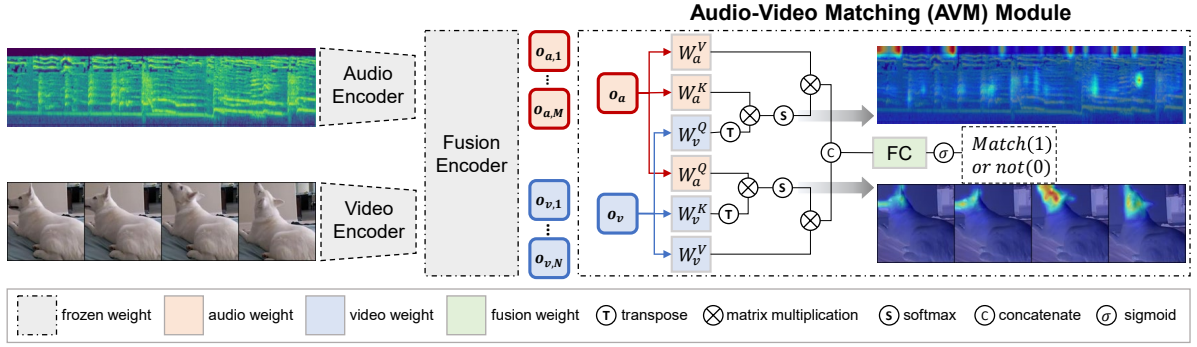 Audio-Video Matching (AVM) Module
Audio
Encoder
Video
Encoder
Fusion
Encoder
o_{a,1}
o_{a,M}
o_{v,1}
o_{v,N}
o_a
o_v
W_a^V
W_a^K
W_v^Q
W_a^Q
W_v^K
W_v^V
T
T
S
S
C
FC
σ
Match(1)
or not(0)
frozen weight
audio weight
video weight
fusion weight
T transpose
matrix multiplication
S softmax
C concatenate
σ sigmoid